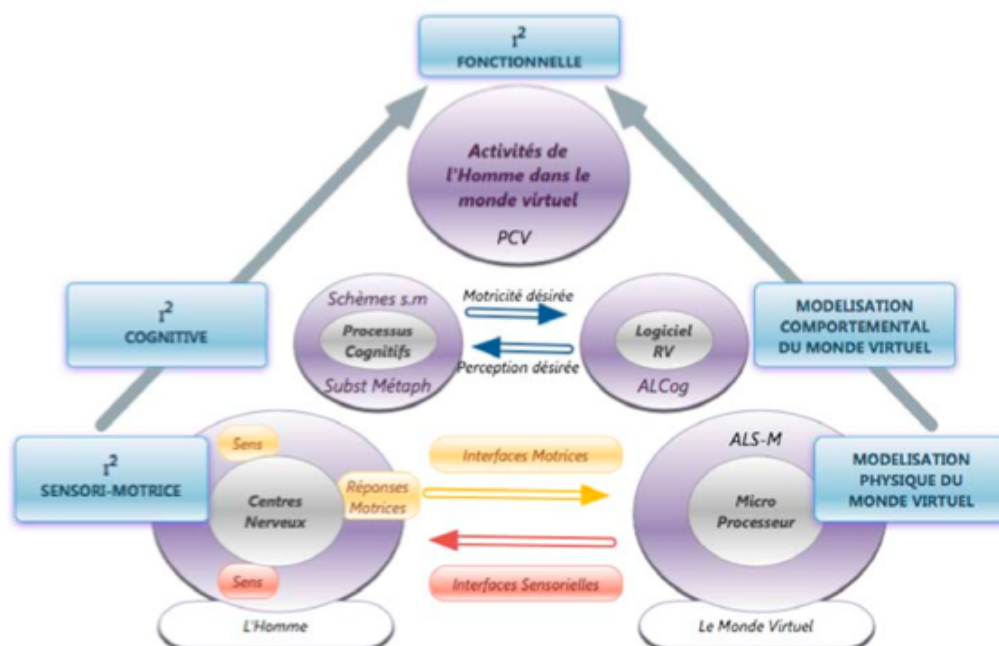 I²
FONCTIONNELLE
Activités de
l'Homme dans le
monde virtuel
PCV
I²
COGNITIVE
Schèmes s.m
Processus
Cognitifs
Subst Métaph
Motricité désirée
Perception désirée
Logiciel
RV
ALCog
MODELISATION
COMPORTEMENTAL
DU MONDE VIRTUEL
I²
SENSORI-MOTRICE
Sens
Centres
Nerveux
Réponses
Motrices
Sens
Interfaces Motrices
Interfaces Sensorielles
ALS-M
Micro
Processeur
MODELISATION
PHYSIQUE DU
MONDE VIRTUEL
L'Homme
Le Monde Virtuel